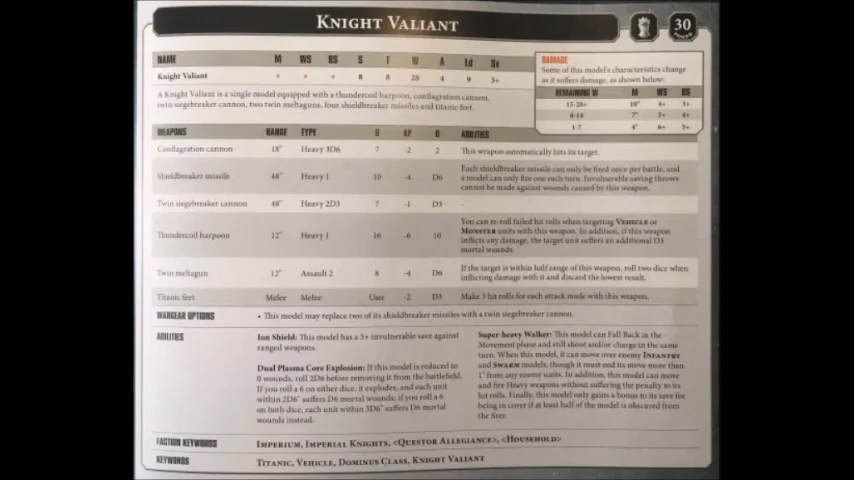 KNIGHT VALIANT
30
POWER
NAME M WS BS S T W A Ld Sv
Knight Valiant * * * 8 8 28 4 9 3+
A Knight Valiant is a single model equipped with a thundercoil harpoon, conflagration cannon,
twin siegebreaker cannon, two twin meltaguns, four shieldbreaker missiles and titanic feet.
DAMAGE
Some of this model's characteristics change
as it suffers damage, as shown below:
REMAINING W M WS BS
15-28+ 10" 4+ 3+
8-14 7" 5+ 4+
1-7 4" 6+ 5+
WEAPONS RANGE TYPE S AP D ABILITIES
Conflagration cannon 18" Heavy 3D6 7 -2 2 This weapon automatically hits its target.
Shieldbreaker missile 48" Heavy 1 10 -4 D6 Each shieldbreaker missile can only be fired once per battle, and
a model can only fire one each turn. Invulnerable saving throws
cannot be made against wounds caused by this weapon.
Twin siegebreaker cannon 48" Heavy 2D3 7 -1 D3 -
Thundercoil harpoon 12" Heavy 1 16 -6 10 You can re-roll failed hit rolls when targeting VEHICLE or
MONSTER units with this weapon. In addition, if this weapon
inflicts any damage, the target unit suffers an additional D3
mortal wounds.
Twin meltagun 12" Assault 2 8 -4 D6 If the target is within half range of this weapon, roll two dice when
inflicting damage with it and discard the lowest result.
Titanic feet Melee Melee User -2 D3 Make 3 hit rolls for each attack made with this weapon.
WARGEAR OPTIONS • This model may replace two of its shieldbreaker missiles with a twin siegebreaker cannon.
ABILITIES
Ion Shield: This model has a 5+ invulnerable save against
ranged weapons.
Dual Plasma Core Explosion: If this model is reduced to
0 wounds, roll 2D6 before removing it from the battlefield.
If you roll a 6 on either dice, it explodes, and each unit
within 2D6" suffers D6 mortal wounds; if you roll a 6
on both dice, each unit within 3D6" suffers D6 mortal
wounds instead.
Super-heavy Walker: This model can Fall Back in the
Movement phase and still shoot and/or charge in the same
turn. When this model, it can move over enemy INFANTRY
and SWARM models, though it must end its move more than
1" from any enemy units. In addition, this model can move
and fire Heavy weapons without suffering the penalty to its
hit rolls. Finally, this model only gains a bonus to its save for
being in cover if at least half of the model is obscured from
the firer.
FACTION KEYWORDS IMPERIUM, IMPERIAL KNIGHTS, <QUESTOR ALLEGIANCE>, <HOUSEHOLD>
KEYWORDS TITANIC, VEHICLE, DOMINUS CLASS, KNIGHT VALIANT